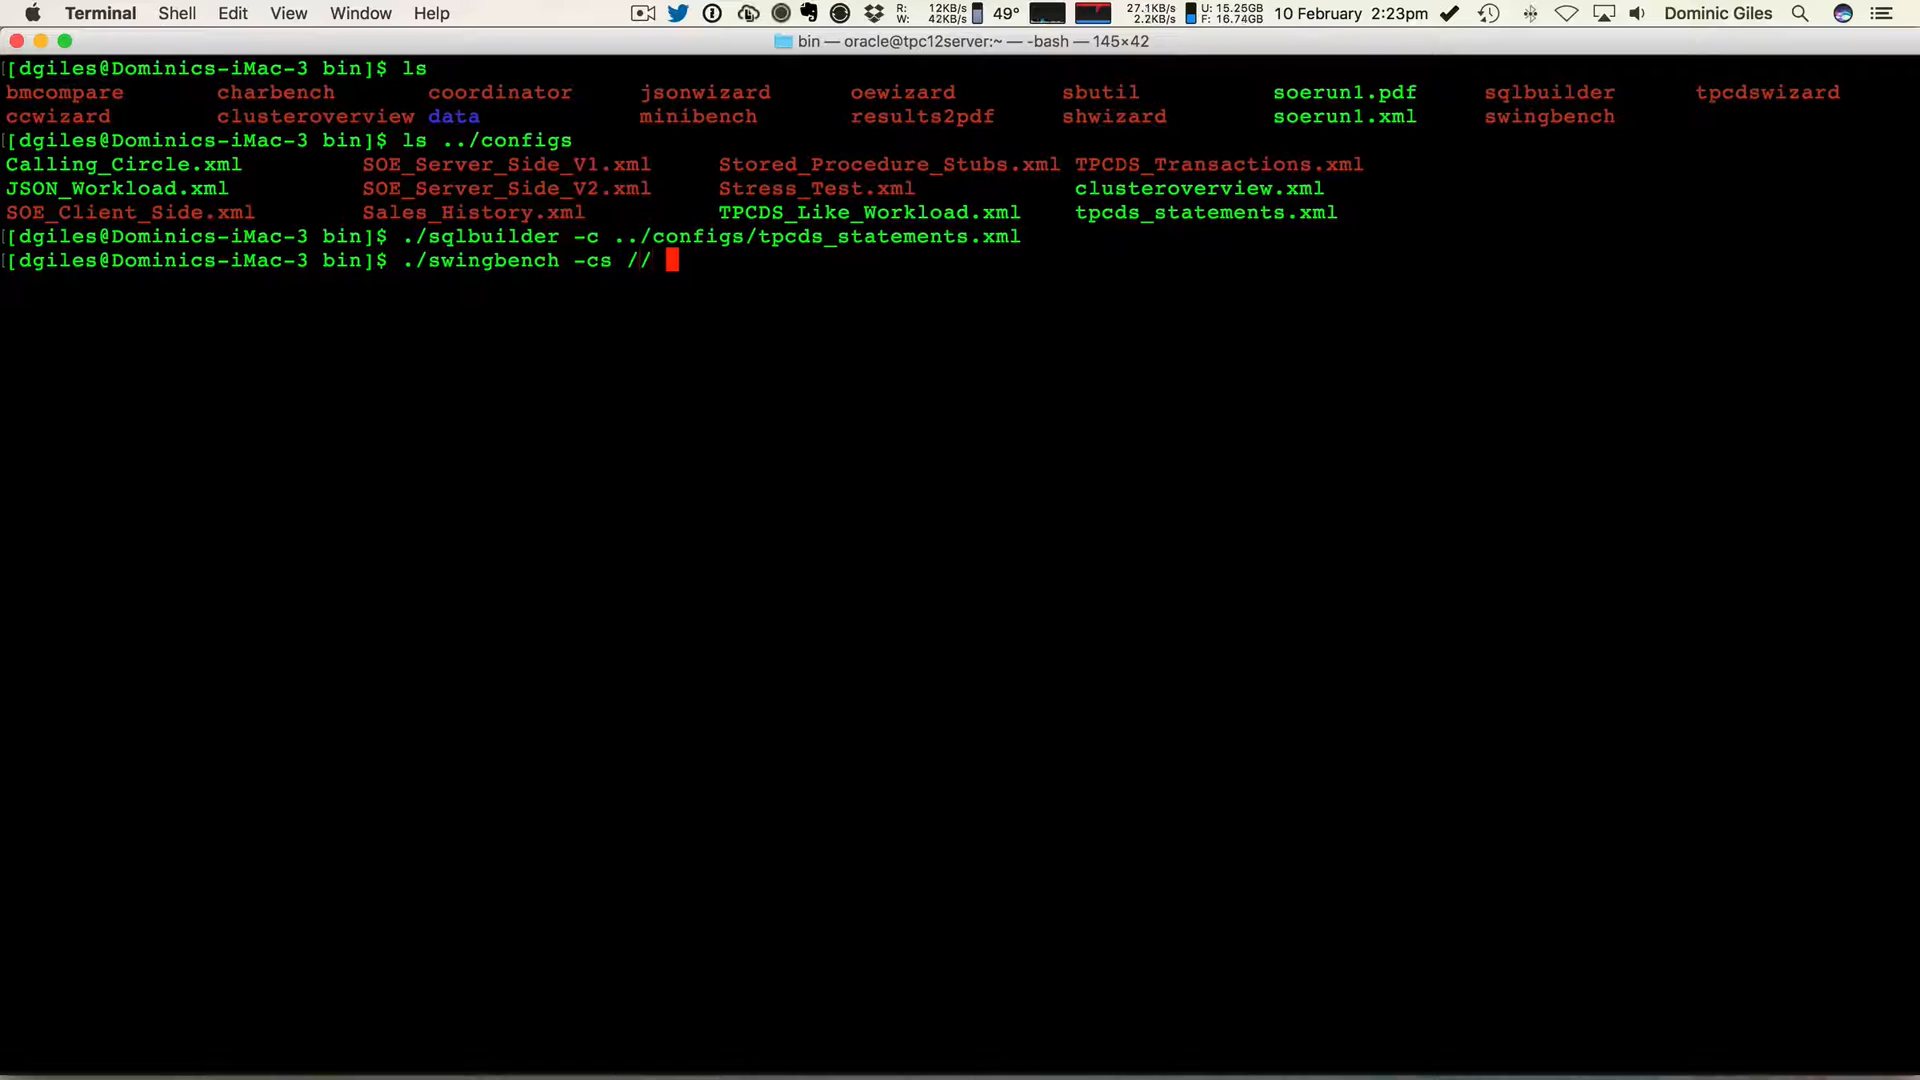 Terminal Shell Edit View Window Help R: 12KB/s W: 42KB/s 49° 27.1KB/s 2.2KB/s U: 15.26GB F: 16.74GB 10 February 2:23pm Dominic Giles
bin — oracle@tpc12server:~ — -bash — 145×42
[[dgiles@Dominics-iMac-3 bin]$ ls
bmcompare charbench coordinator jsonwizard oewizard sbutil soerun1.pdf sqlbuilder tpcdswizard
ccwizard clusteroverview data minibench results2pdf shwizard soerun1.xml swingbench
[[dgiles@Dominics-iMac-3 bin]$ ls ../configs
Calling_Circle.xml SOE_Server_Side_V1.xml Stored_Procedure_Stubs.xml TPCDS_Transactions.xml
JSON_Workload.xml SOE_Server_Side_V2.xml Stress_Test.xml clusteroverview.xml
SOE_Client_Side.xml Sales_History.xml TPCDS_Like_Workload.xml tpcds_statements.xml
[[dgiles@Dominics-iMac-3 bin]$ ./sqlbuilder -c ../configs/tpcds_statements.xml
[[dgiles@Dominics-iMac-3 bin]$ ./swingbench -cs //